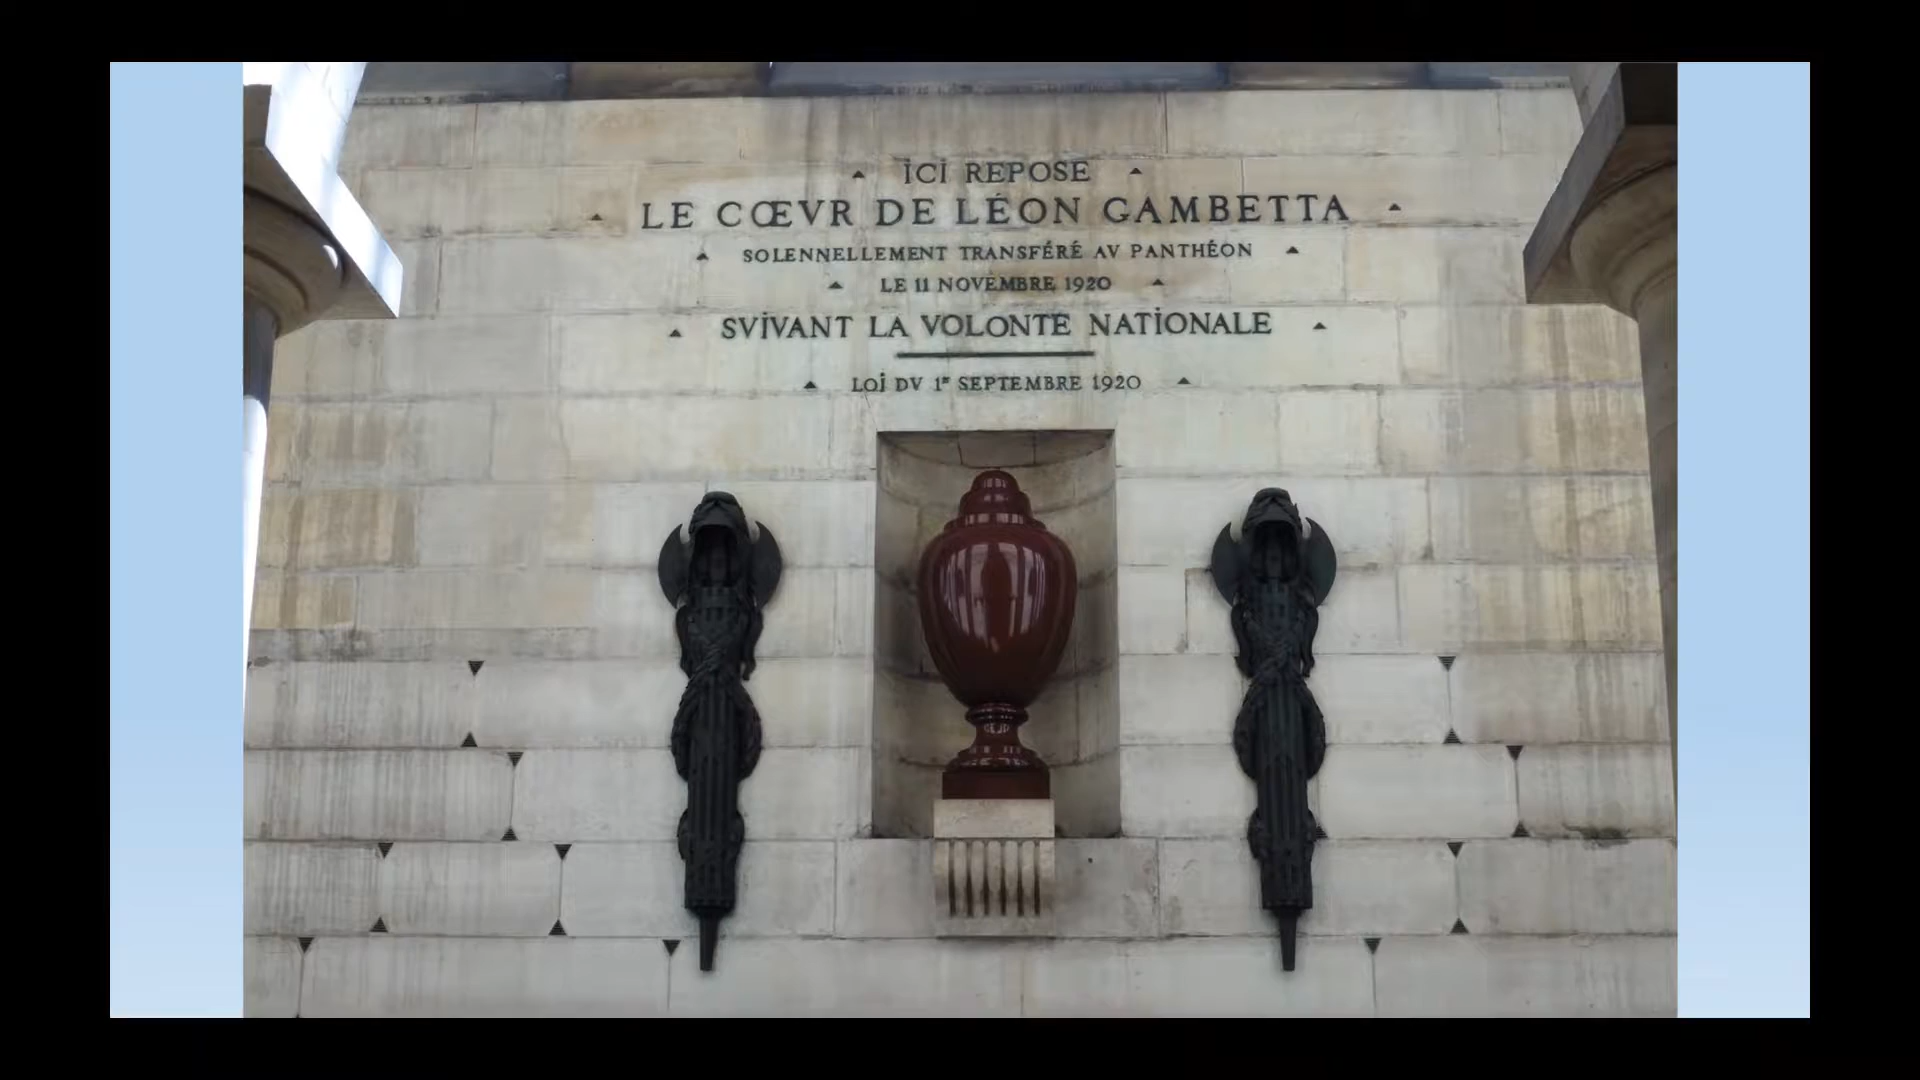 ICI REPOSE
LE CŒVR DE LÉON GAMBETTA
SOLENNELLEMENT TRANSFÉRÉ AV PANTHÉON
LE 11 NOVEMBRE 1920
SVIVANT LA VOLONTÉ NATIONALE
LOI DV 1ᵉʳ SEPTEMBRE 1920